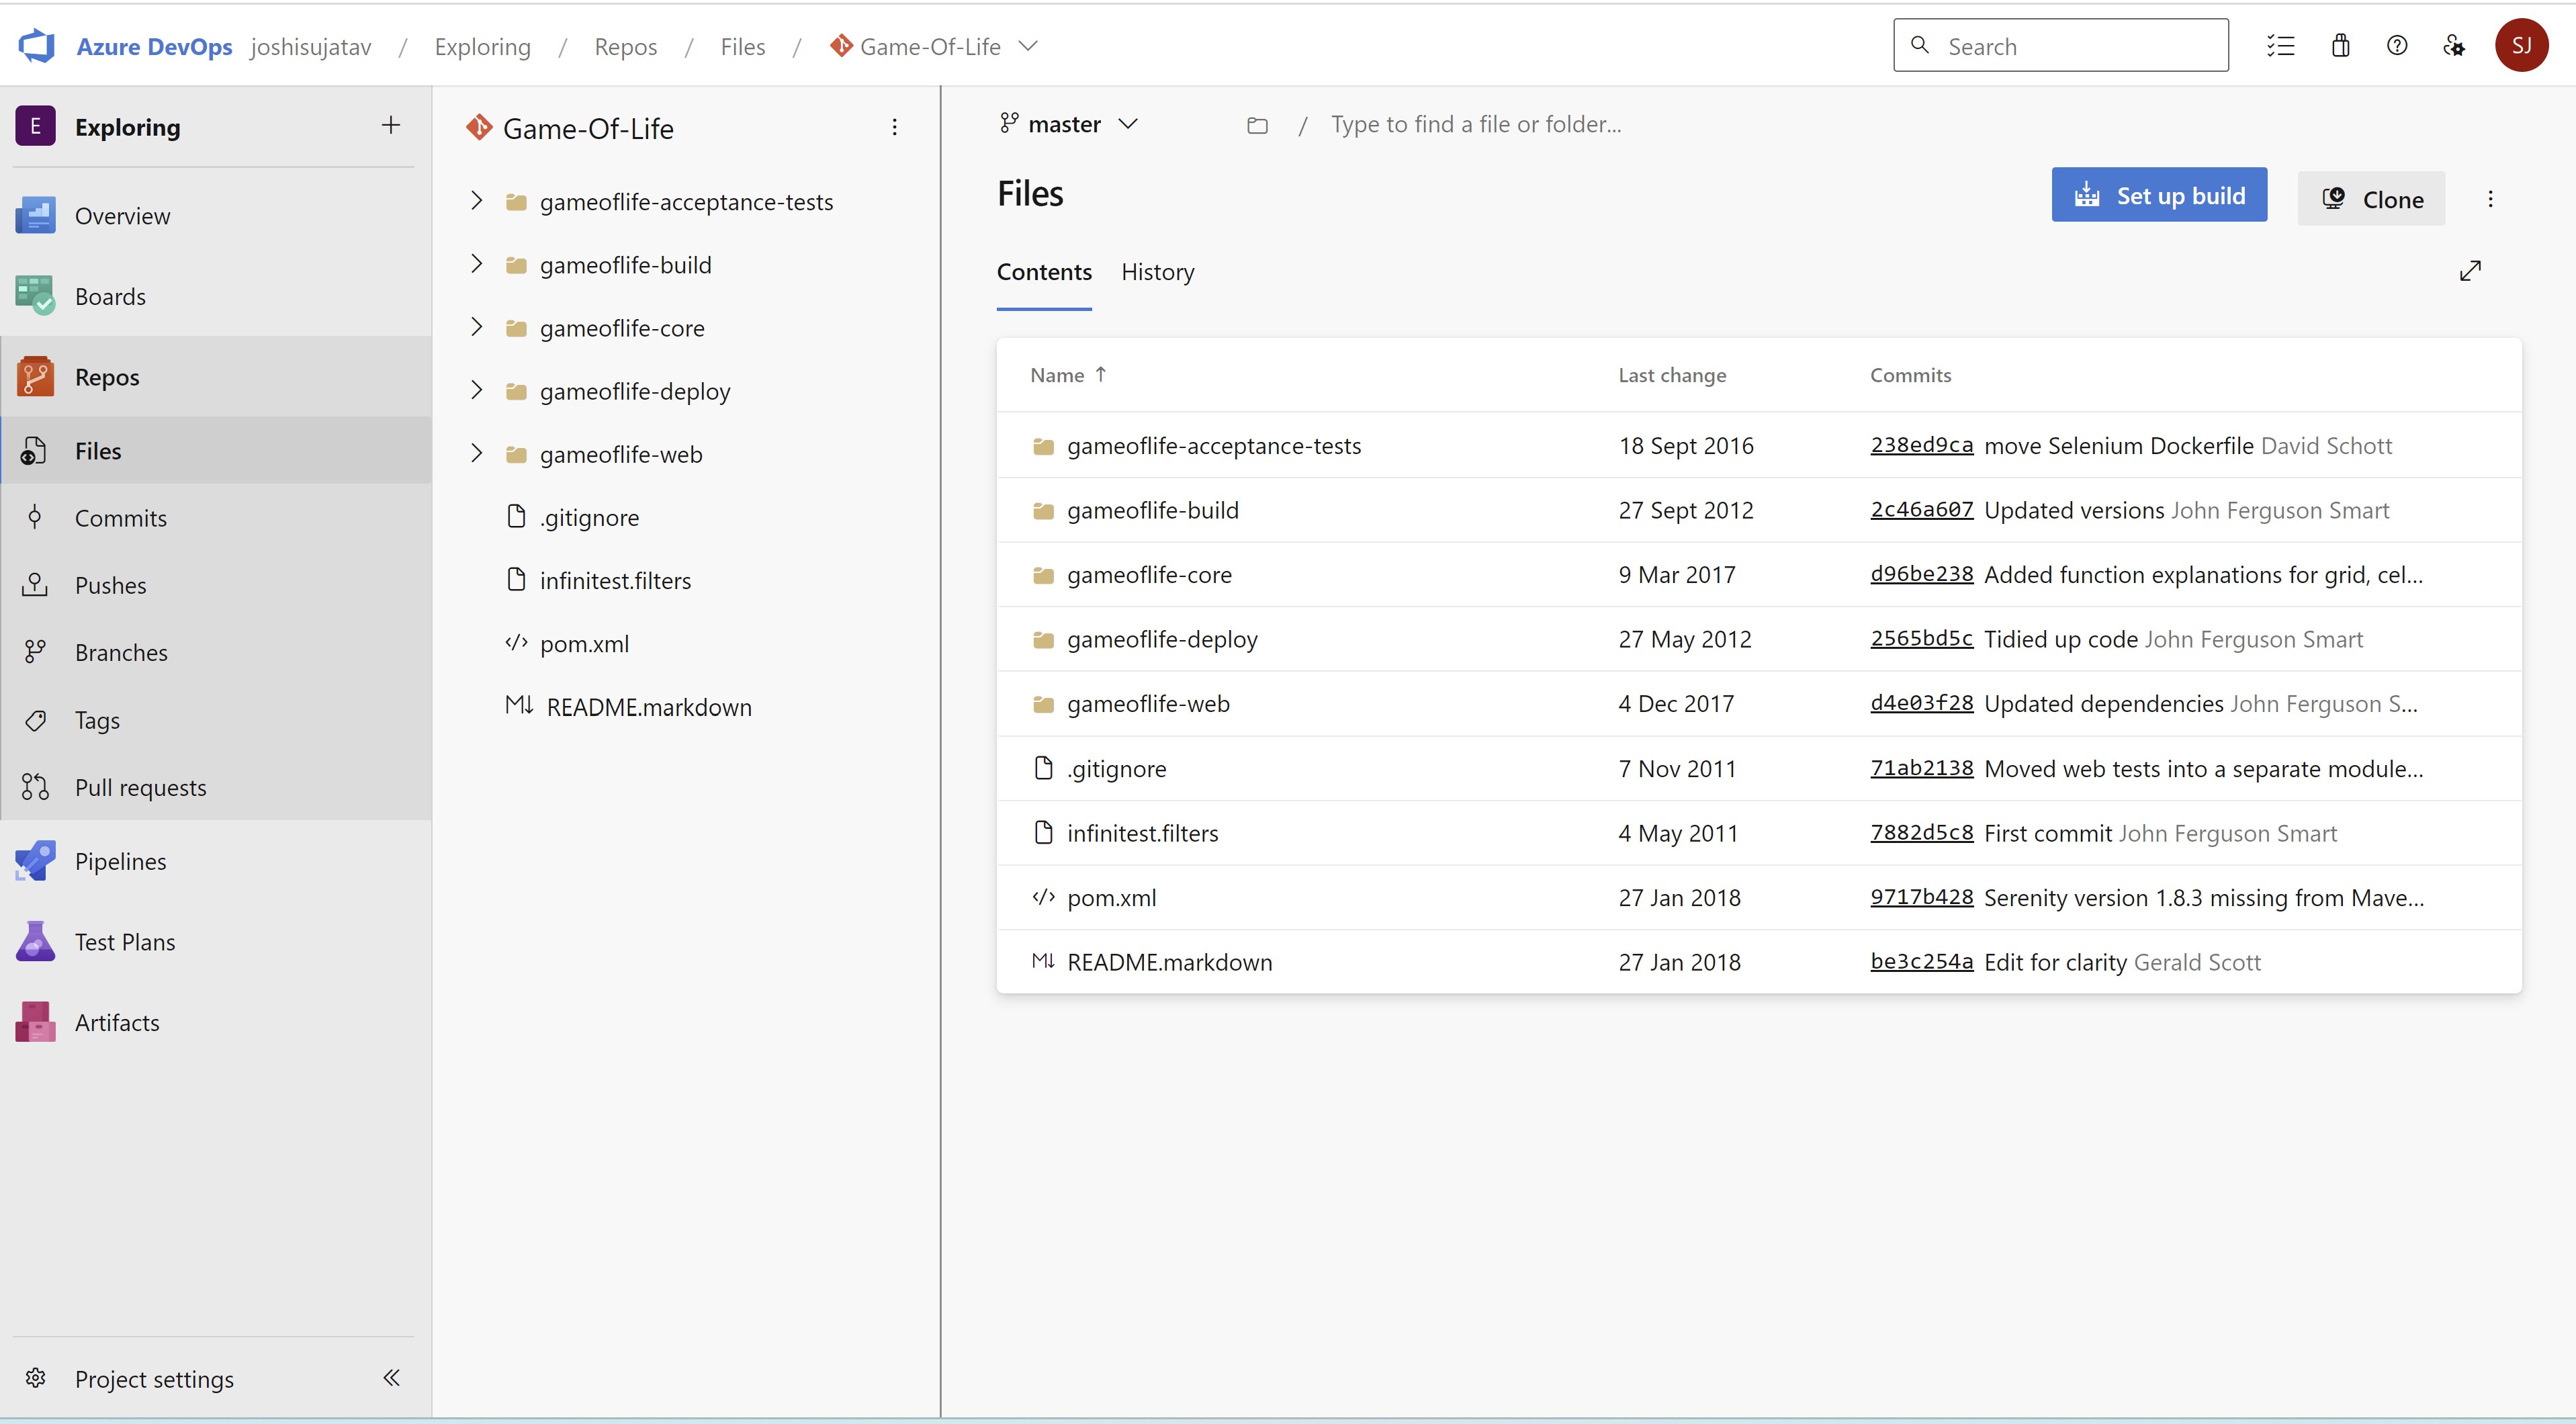 Azure DevOps joshisujatav / Exploring / Repos / Files / Game-Of-Life
Search
SJ
E Exploring
Overview
Boards
Repos
Files
Commits
Pushes
Branches
Tags
Pull requests
Pipelines
Test Plans
Artifacts
Project settings
Game-Of-Life
gameoflife-acceptance-tests
gameoflife-build
gameoflife-core
gameoflife-deploy
gameoflife-web
.gitignore
infinitest.filters
</> pom.xml
M↓ README.markdown
master / Type to find a file or folder...
Files
Set up build
Clone
Contents History
Name ↑ Last change Commits
gameoflife-acceptance-tests 18 Sept 2016 238ed9ca move Selenium Dockerfile David Schott
gameoflife-build 27 Sept 2012 2c46a607 Updated versions John Ferguson Smart
gameoflife-core 9 Mar 2017 d96be238 Added function explanations for grid, cel...
gameoflife-deploy 27 May 2012 2565bd5c Tidied up code John Ferguson Smart
gameoflife-web 4 Dec 2017 d4e03f28 Updated dependencies John Ferguson S...
.gitignore 7 Nov 2011 71ab2138 Moved web tests into a separate module...
infinitest.filters 4 May 2011 7882d5c8 First commit John Ferguson Smart
</> pom.xml 27 Jan 2018 9717b428 Serenity version 1.8.3 missing from Mave...
M↓ README.markdown 27 Jan 2018 be3c254a Edit for clarity Gerald Scott